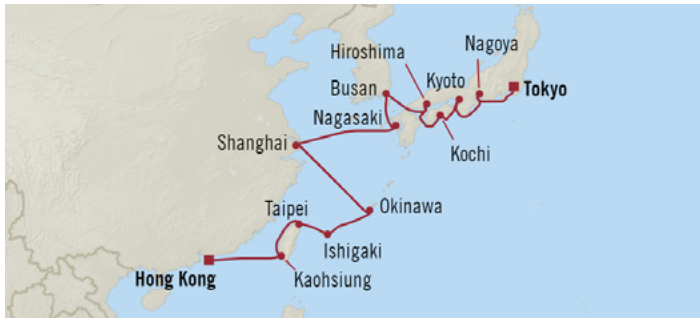 Nagoya
Hiroshima
Kyoto
Busan
Tokyo
Nagasaki
Shanghai
Kochi
Okinawa
Taipei
Ishigaki
Hong Kong
Kaohsiung